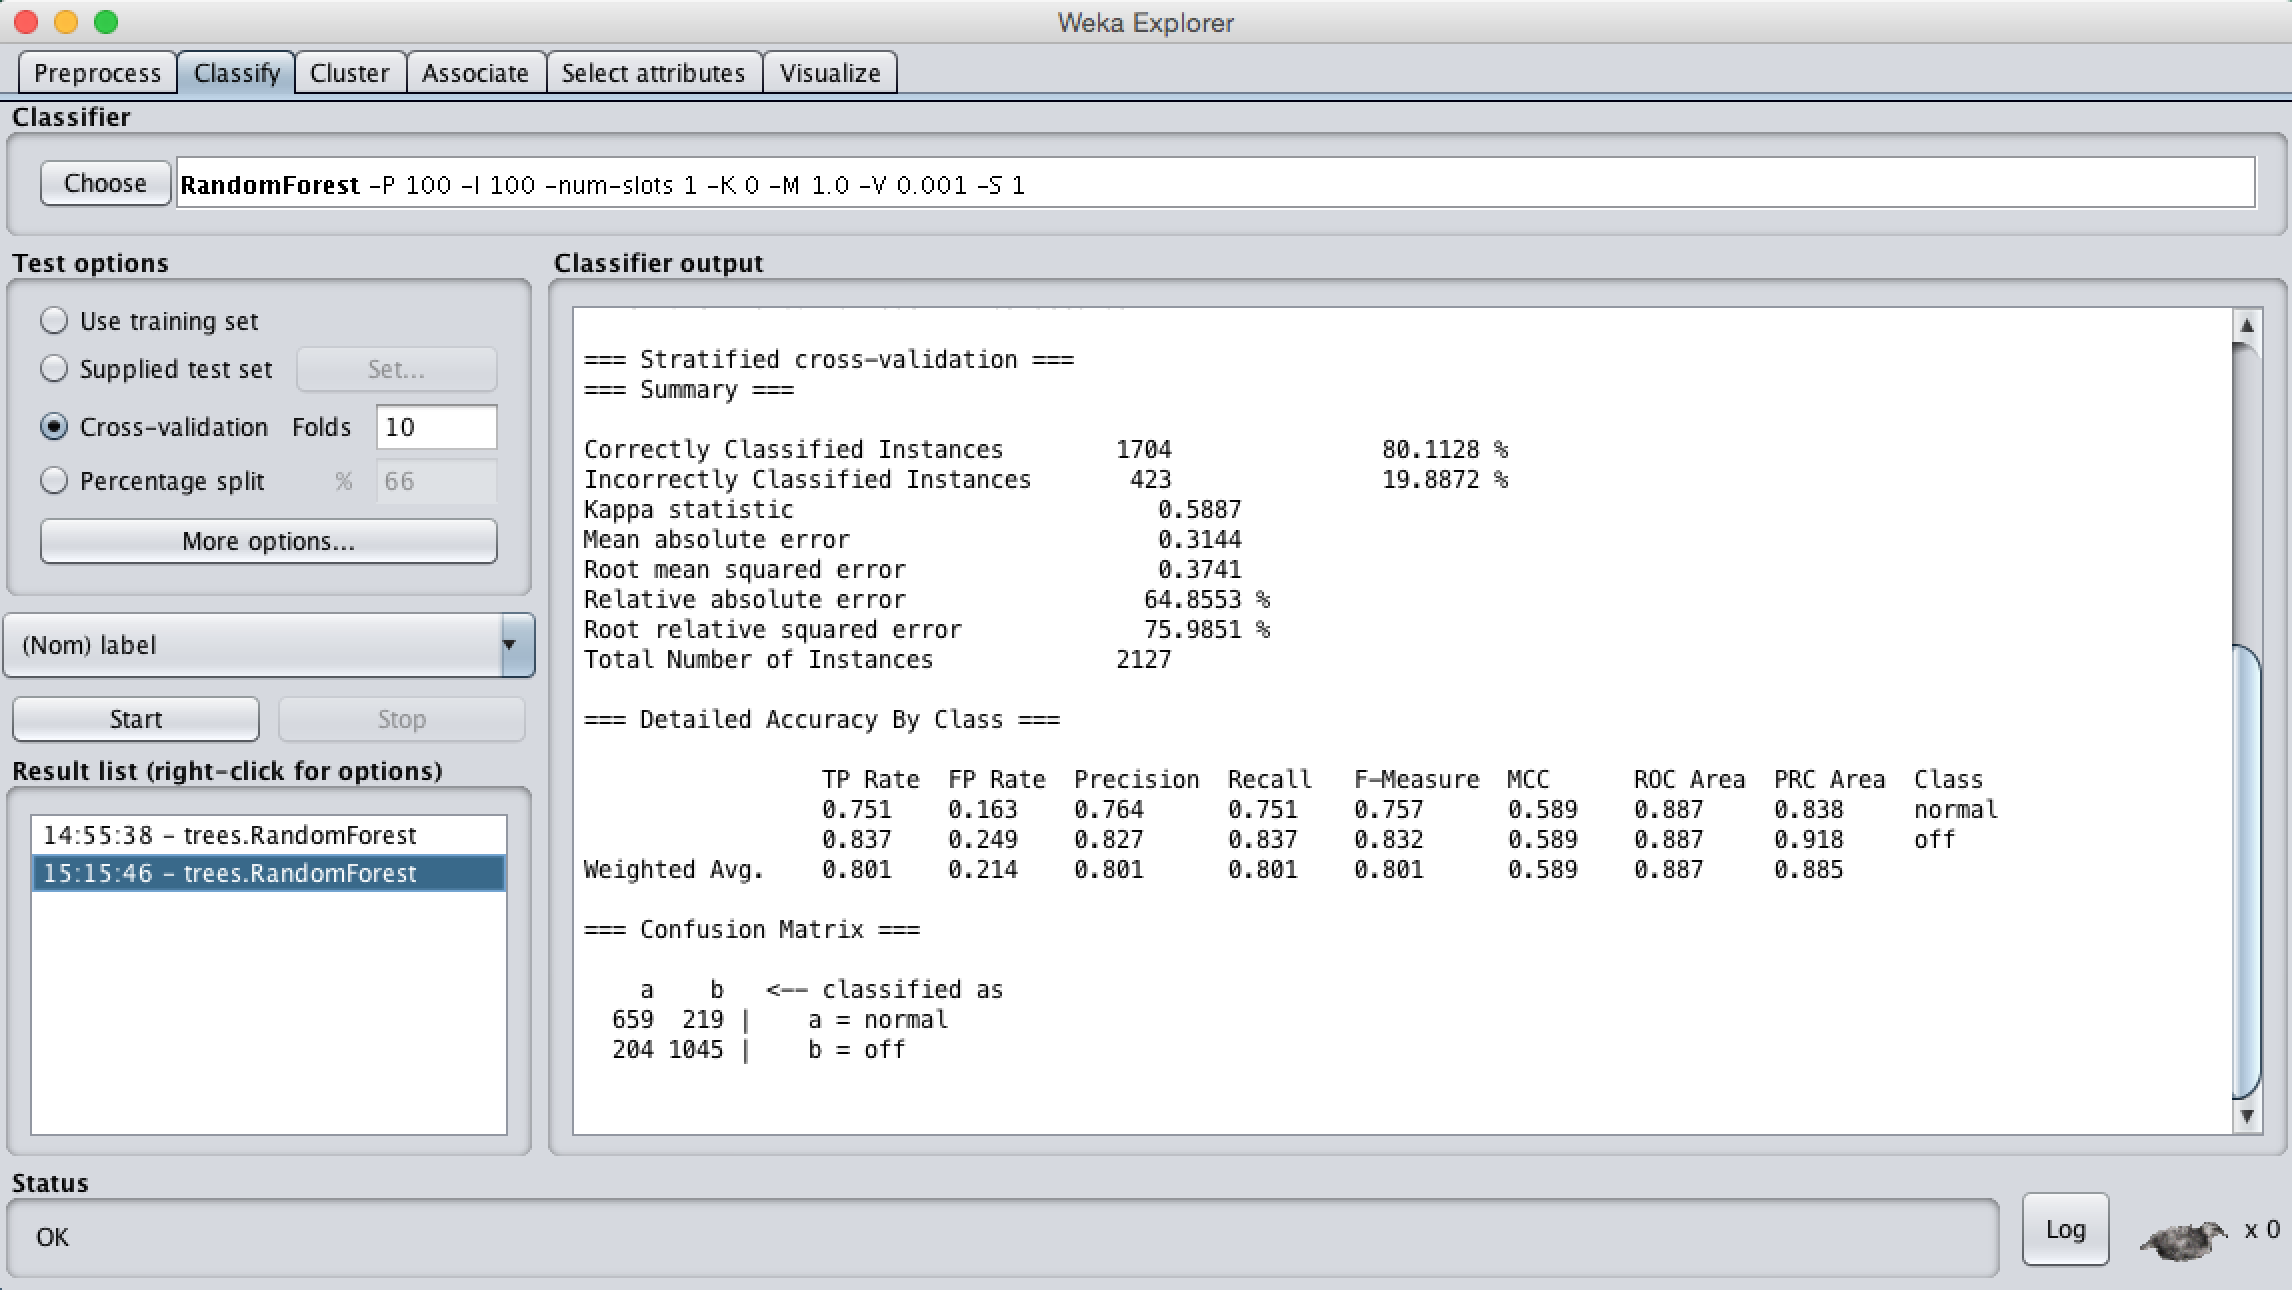 Weka Explorer
Preprocess Classify Cluster Associate Select attributes Visualize
Classifier
Choose RandomForest -P 100 -I 100 -num-slots 1 -K 0 -M 1.0 -V 0.001 -S 1
Test options
Use training set
Supplied test set Set...
Cross-validation Folds 10
Percentage split % 66
More options...
(Nom) label
Start Stop
Result list (right-click for options)
14:55:38 - trees.RandomForest
15:15:46 - trees.RandomForest
Classifier output
=== Stratified cross-validation ===
=== Summary ===
Correctly Classified Instances 1704 80.1128 %
Incorrectly Classified Instances 423 19.8872 %
Kappa statistic 0.5887
Mean absolute error 0.3144
Root mean squared error 0.3741
Relative absolute error 64.8553 %
Root relative squared error 75.9851 %
Total Number of Instances 2127
=== Detailed Accuracy By Class ===
TP Rate FP Rate Precision Recall F-Measure MCC ROC Area PRC Area Class
0.751 0.163 0.764 0.751 0.757 0.589 0.887 0.838 normal
0.837 0.249 0.827 0.837 0.832 0.589 0.887 0.918 off
Weighted Avg. 0.801 0.214 0.801 0.801 0.801 0.589 0.887 0.885
=== Confusion Matrix ===
a b <-- classified as
659 219 | a = normal
204 1045 | b = off
Status
OK
Log x 0